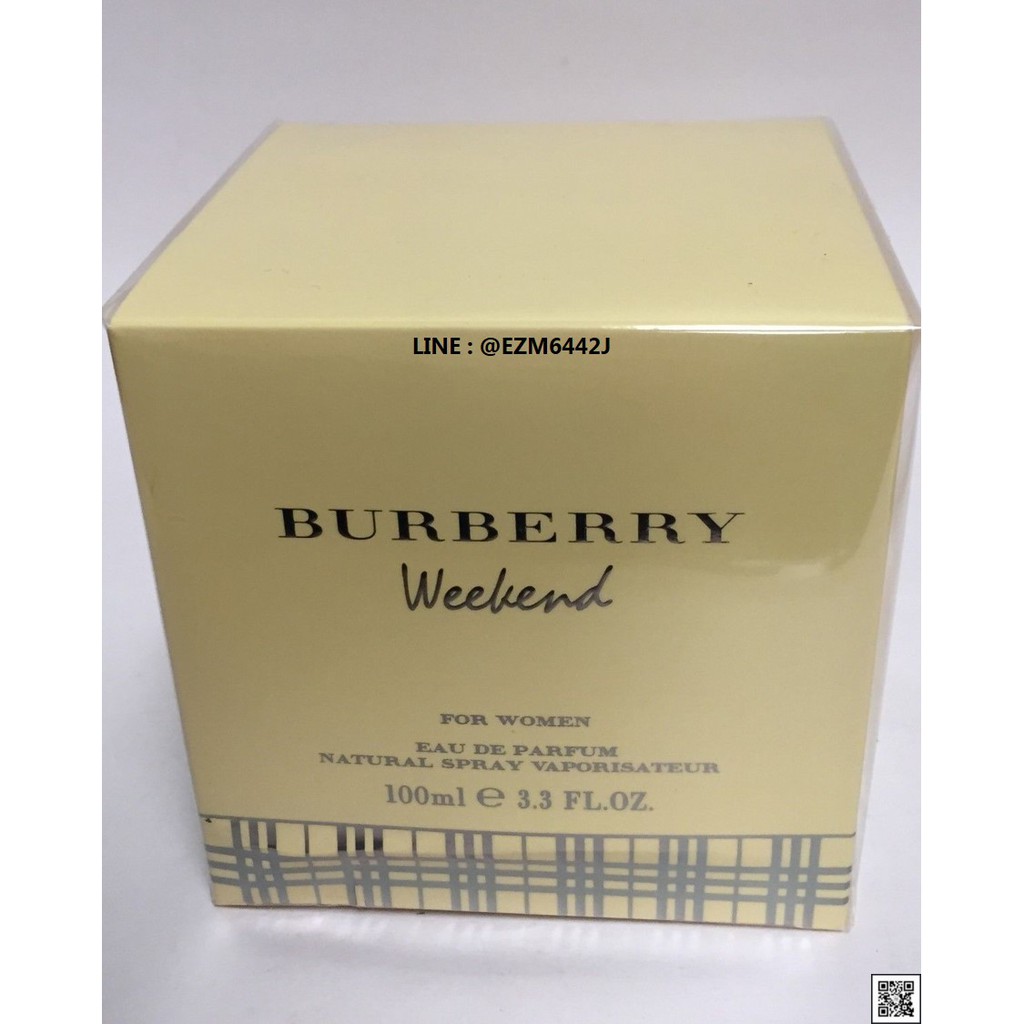 LINE : @EZM6442J
BURBERRY
Weekend
FOR WOMEN
EAU DE PARFUM
NATURAL SPRAY VAPORISATEUR
100ml ℮ 3.3 FL.OZ.